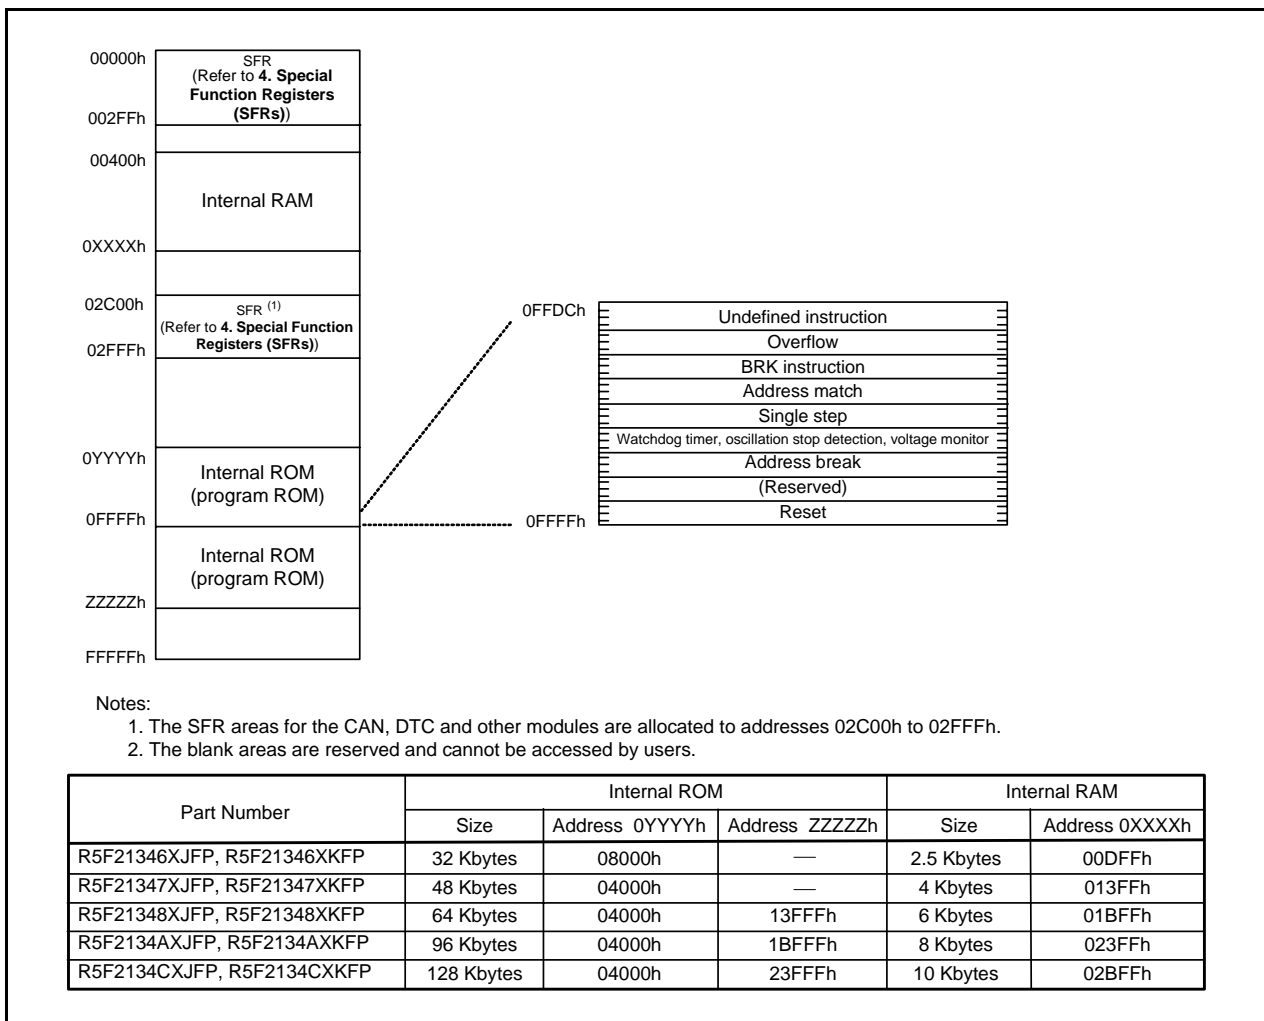 00000h
SFR
(Refer to 4. Special
Function Registers
(SFRs))
002FFh
00400h
Internal RAM
0XXXXh
02C00h
SFR (1)
(Refer to 4. Special Function
Registers (SFRs))
02FFFh
0YYYYh
Internal ROM
(program ROM)
0FFFFh
Internal ROM
(program ROM)
ZZZZZh
FFFFFh
0FFDCh
Undefined instruction
Overflow
BRK instruction
Address match
Single step
Watchdog timer, oscillation stop detection, voltage monitor
Address break
(Reserved)
0FFFFh
Reset
Notes:
1. The SFR areas for the CAN, DTC and other modules are allocated to addresses 02C00h to 02FFFh.
2. The blank areas are reserved and cannot be accessed by users.
Part Number Internal ROM Internal RAM
Size Address 0YYYYh Address ZZZZZh Size Address 0XXXXh
R5F21346XJFP, R5F21346XKFP 32 Kbytes 08000h — 2.5 Kbytes 00DFFh
R5F21347XJFP, R5F21347XKFP 48 Kbytes 04000h — 4 Kbytes 013FFh
R5F21348XJFP, R5F21348XKFP 64 Kbytes 04000h 13FFFh 6 Kbytes 01BFFh
R5F2134AXJFP, R5F2134AXKFP 96 Kbytes 04000h 1BFFFh 8 Kbytes 023FFh
R5F2134CXJFP, R5F2134CXKFP 128 Kbytes 04000h 23FFFh 10 Kbytes 02BFFh